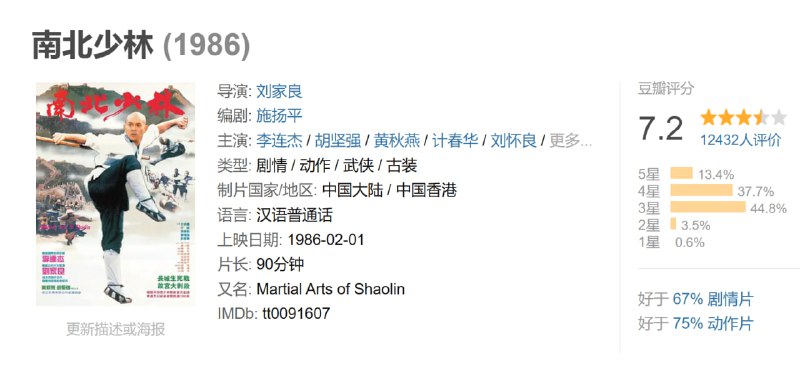 南北少林 (1986)
南北少林
更新描述或海报
导演: 刘家良
编剧: 施扬平
主演: 李连杰 / 胡坚强 / 黄秋燕 / 计春华 / 刘怀良 / 更多...
类型: 剧情 / 动作 / 武侠 / 古装
制片国家/地区: 中国大陆 / 中国香港
语言: 汉语普通话
上映日期: 1986-02-01
片长: 90分钟
又名: Martial Arts of Shaolin
IMDb: tt0091607
豆瓣评分
7.2
12432人评价
5星 13.4%
4星 37.7%
3星 44.8%
2星 3.5%
1星 0.6%
好于 67% 剧情片
好于 75% 动作片